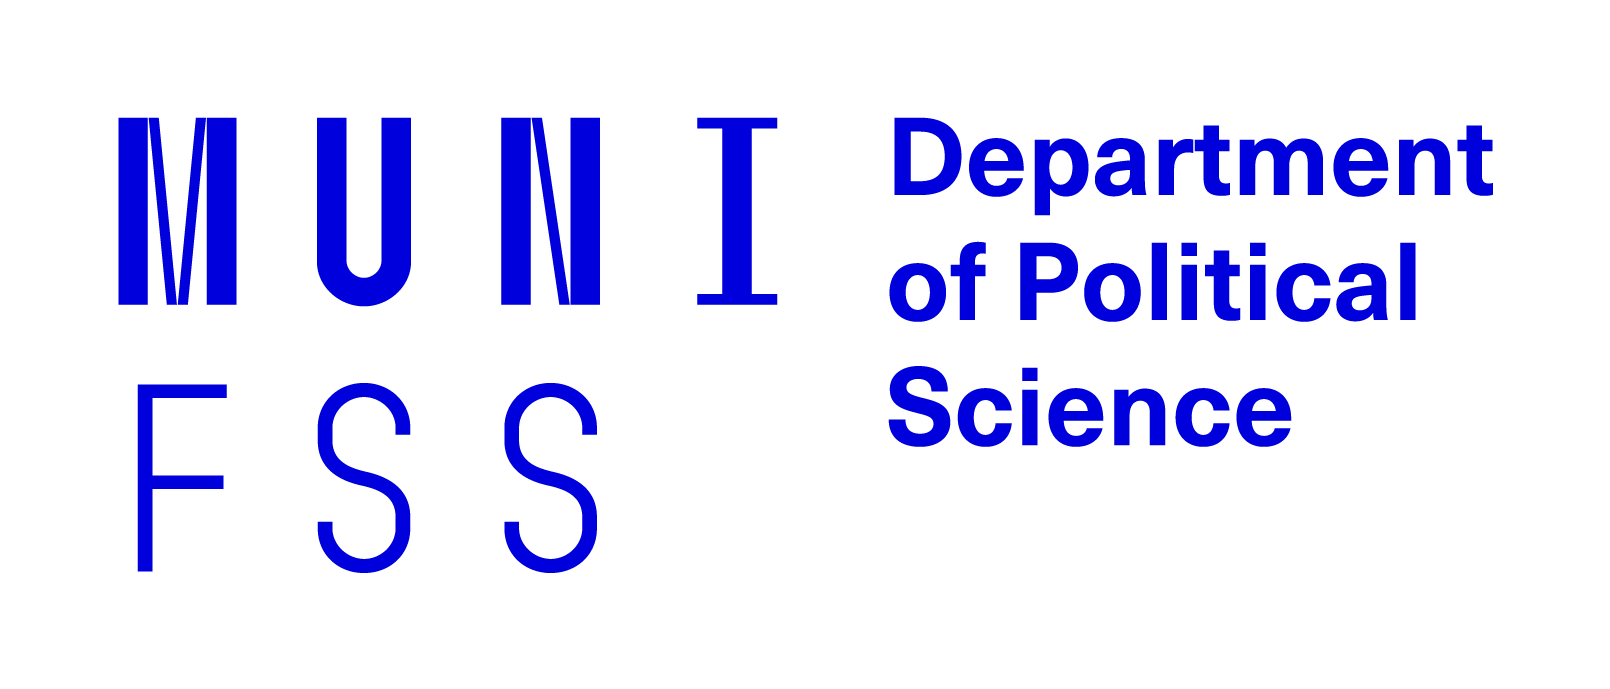 MUNI
FSS
Department
of Political
Science